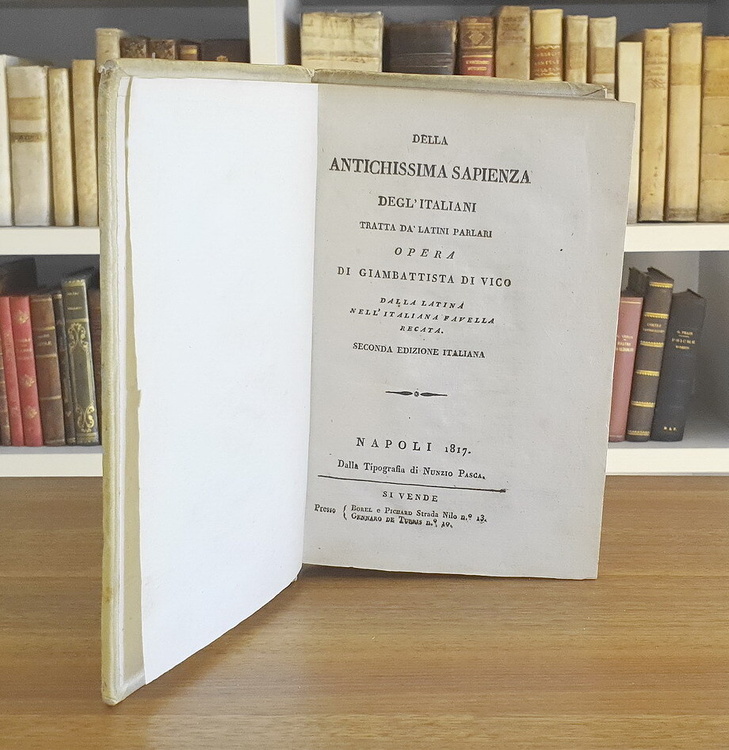 DELLA
ANTICHISSIMA SAPIENZA
DEGL' ITALIANI
TRATTA DA' LATINI PARLARI
OPERA
DI GIAMBATTISTA DI VICO
DALLA LATINA
NELL' ITALIANA FAVELLA
RECATA.
SECONDA EDIZIONE ITALIANA
NAPOLI 1817.
Dalla Tipografia di NUNZIO PASCA.
SI VENDE
Presso { BOREL e PICHARD Strada Nilo n.º 13.
GENNARO DE n.º 10.